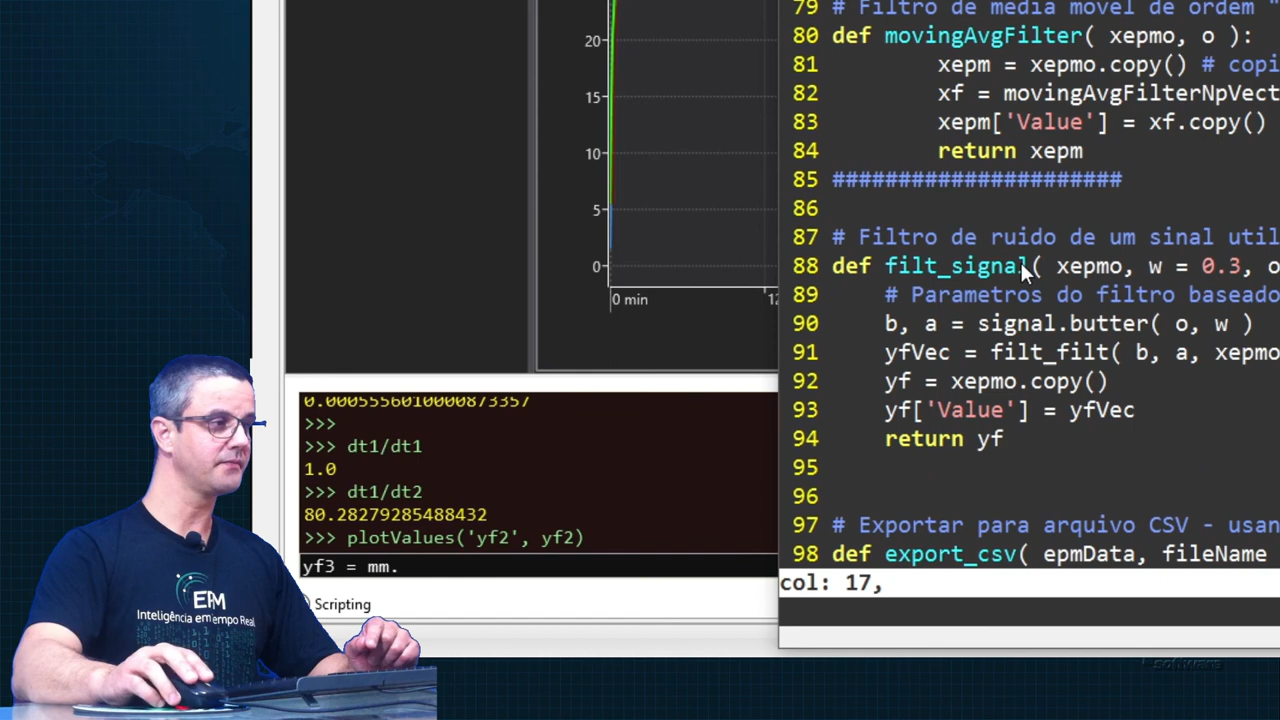 20
15
10
5
0
0 min
12
79 # Filtro de media movel de ordem "
80 def movingAvgFilter( xepmo, o ):
81 xepm = xepmo.copy() # copi
82 xf = movingAvgFilterNpVect
83 xepm['Value'] = xf.copy()
84 return xepm
85 ######################
86
87 # Filtro de ruido de um sinal util
88 def filt_signal( xepmo, w = 0.3, o
89 # Parametros do filtro baseado
90 b, a = signal.butter( o, w )
91 yfVec = filt_filt( b, a, xepmo
92 yf = xepmo.copy()
93 yf['Value'] = yfVec
94 return yf
95
96
97 # Exportar para arquivo CSV - usan
98 def export_csv( epmData, fileName
col: 17,
0.0005556010000873357
>>>
>>> dt1/dt1
1.0
>>> dt1/dt2
80.28279285488432
>>> plotValues('yf2', yf2)
yf3 = mm.
Scripting
EPM
Inteligência em Tempo Real
software